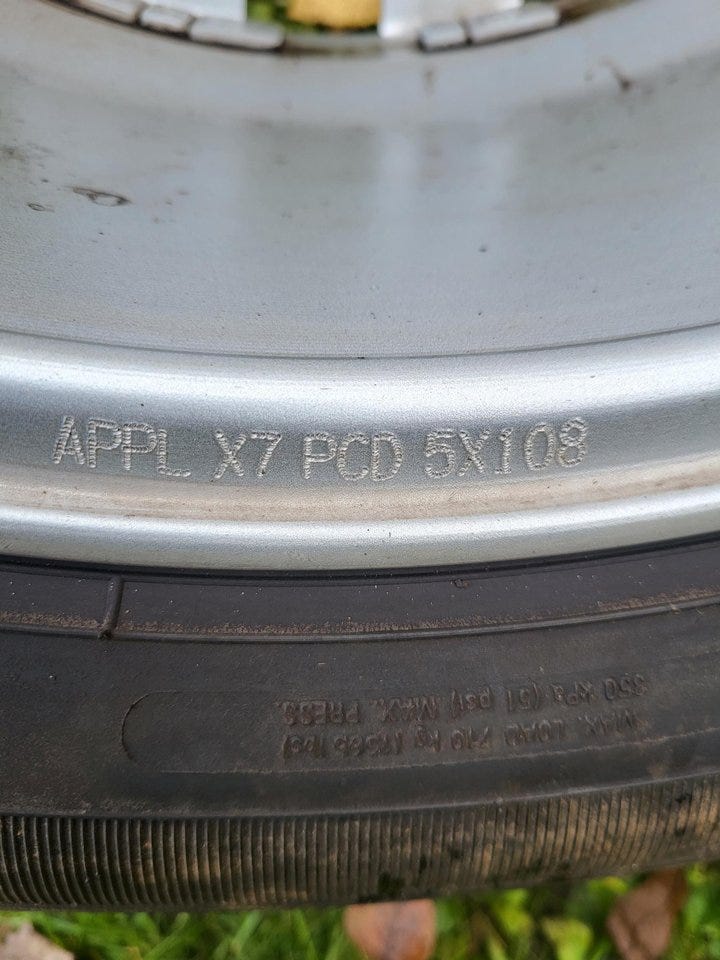 APPL X7 PCD 5X108
MAX. LOAD 710 kg (1565 lbs)
350 kPa (51 psi) MAX. PRESS.